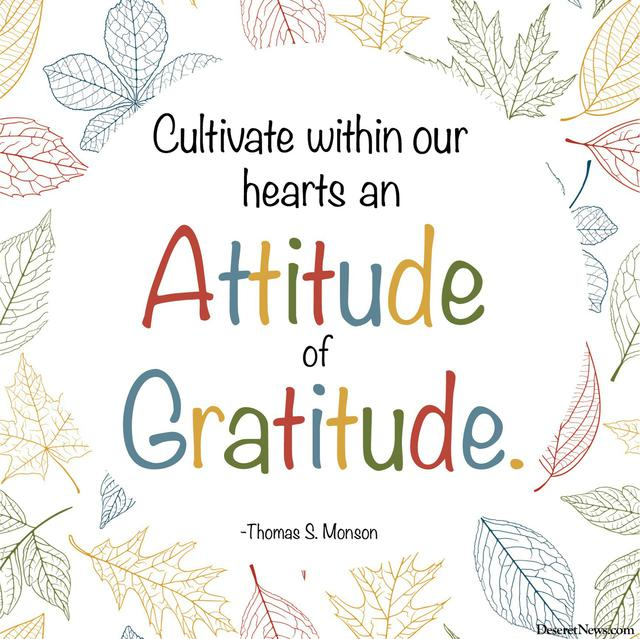 Cultivate within our
hearts an
Attitude
of
Gratitude.
-Thomas S. Monson
DeseretNews.com